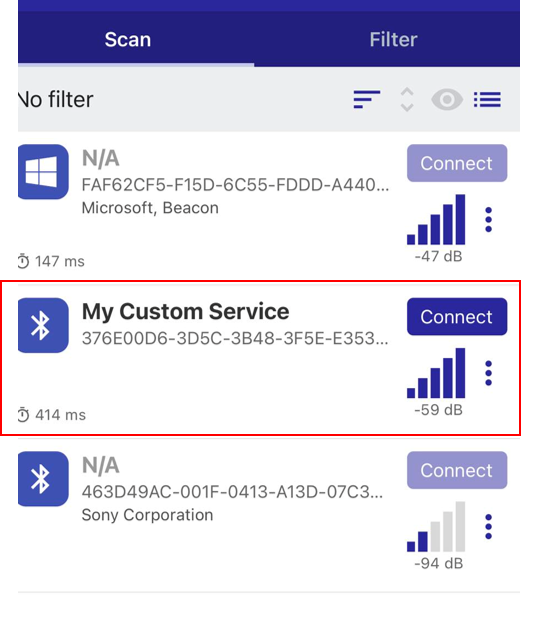 Scan Filter
No filter
N/A Connect
FAF62CF5-F15D-6C55-FDDD-A440...
Microsoft, Beacon
-47 dB
147 ms
My Custom Service Connect
376E00D6-3D5C-3B48-3F5E-E353...
-59 dB
414 ms
N/A Connect
463D49AC-001F-0413-A13D-07C3...
Sony Corporation
-94 dB